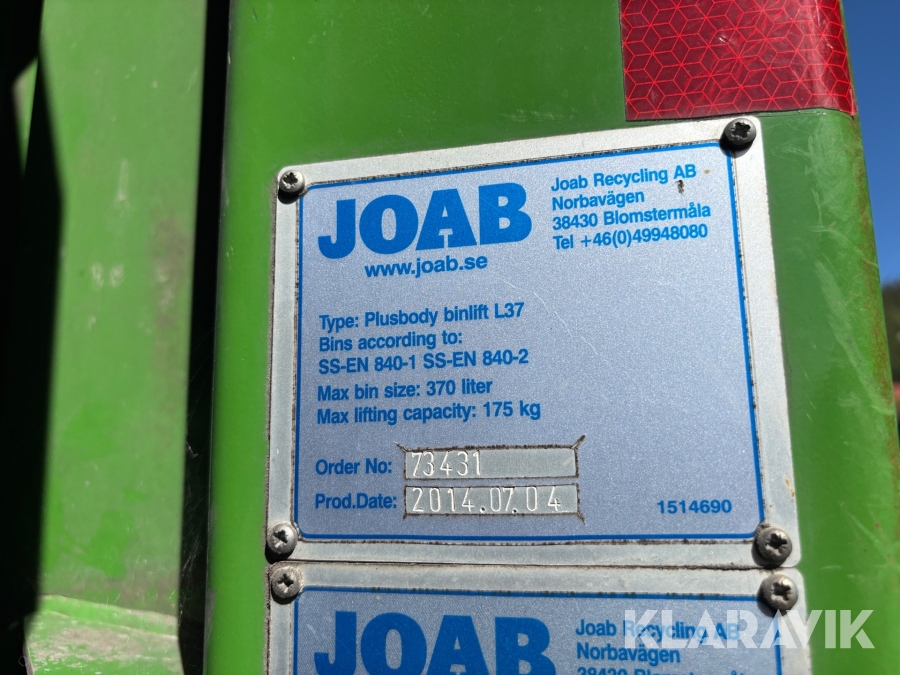 JOAB
www.joab.se
Joab Recycling AB
Norbavägen
38430 Blomstermåla
Tel +46(0)49948080
Type: Plusbody binlift L37
Bins according to:
SS-EN 840-1 SS-EN 840-2
Max bin size: 370 liter
Max lifting capacity: 175 kg
Order No: 73431
Prod.Date: 2014.07.04
1514690
JOAB
Joab Recycling AB
Norbavägen
38430 Blomstermåla
KLARAVIK